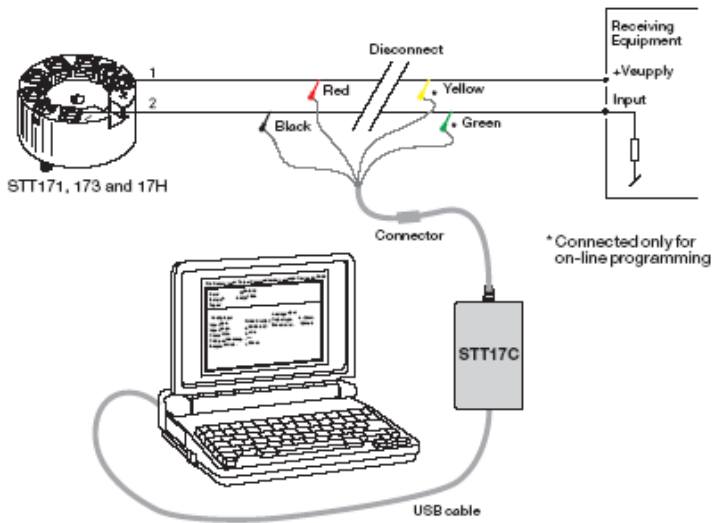 Receiving
Equipment
Disconnect
1
+Vsupply
Red
* Yellow
2
Input
Black
* Green
STT171, 173 and 17H
Connector
* Connected only for
on-line programming
STT17C
USB cable